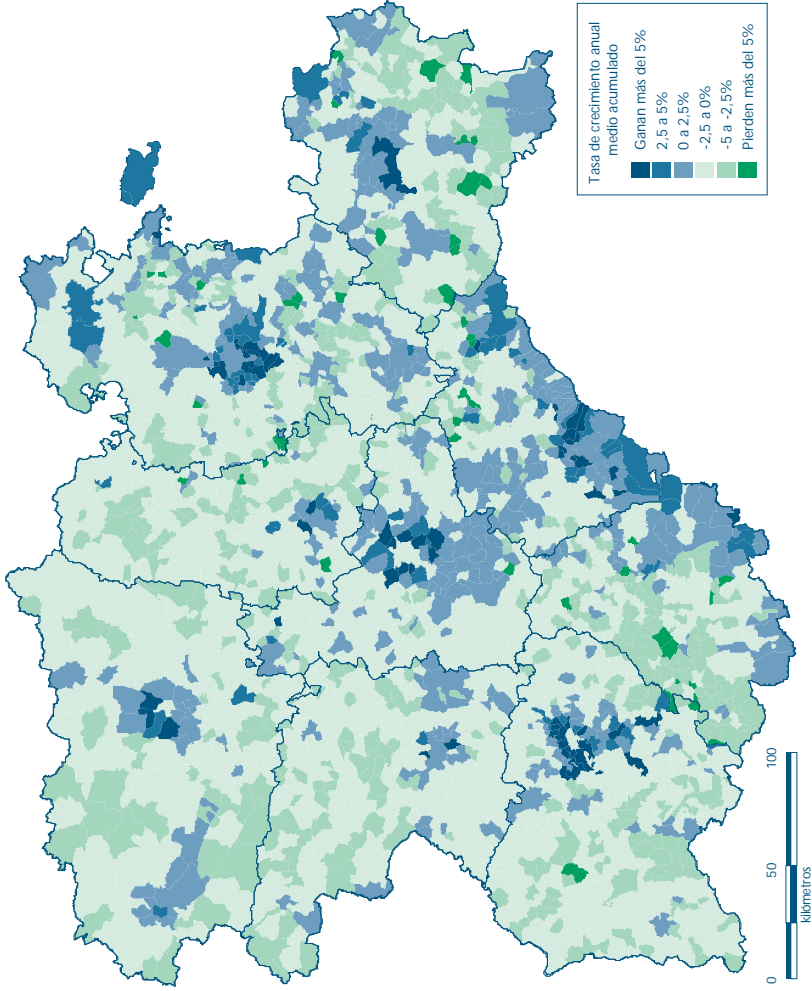 Tasa de crecimiento anual
medio acumulado
Ganan más del 5%
2,5 a 5%
0 a 2,5%
-2,5 a 0%
-5 a -2,5%
Pierden más del 5%
0 50 100
kilómetros